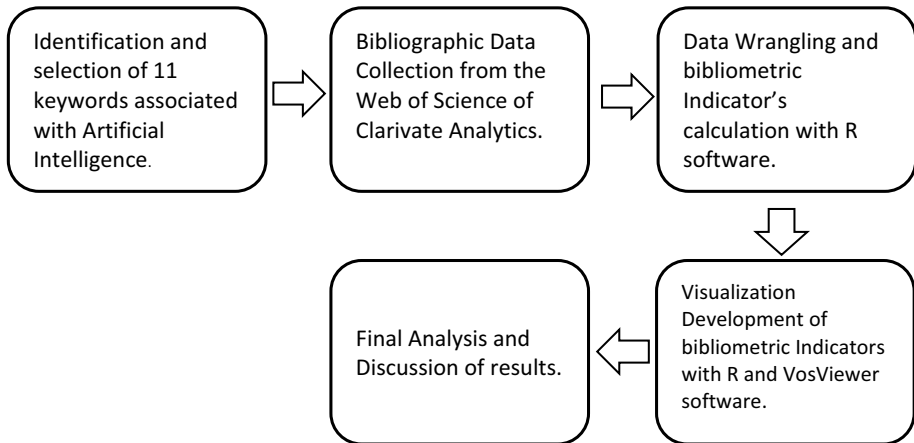 Identification and
selection of 11
keywords associated
with Artificial
Intelligence.
Bibliographic Data
Collection from the
Web of Science of
Clarivate Analytics.
Data Wrangling and
bibliometric
Indicator’s
calculation with R
software.
Visualization
Development of
bibliometric Indicators
with R and VosViewer
software.
Final Analysis and
Discussion of results.